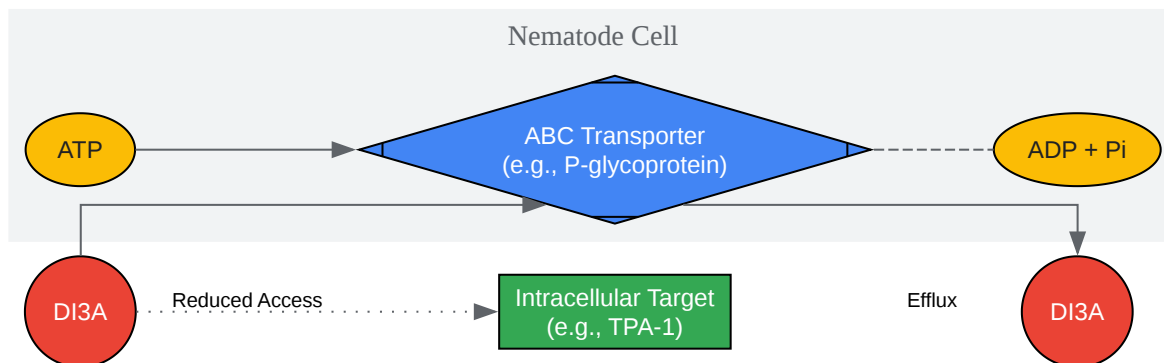 Nematode Cell
ATP
ABC Transporter
(e.g., P-glycoprotein)
ADP + Pi
DI3A
Reduced Access
Intracellular Target
(e.g., TPA-1)
Efflux
DI3A